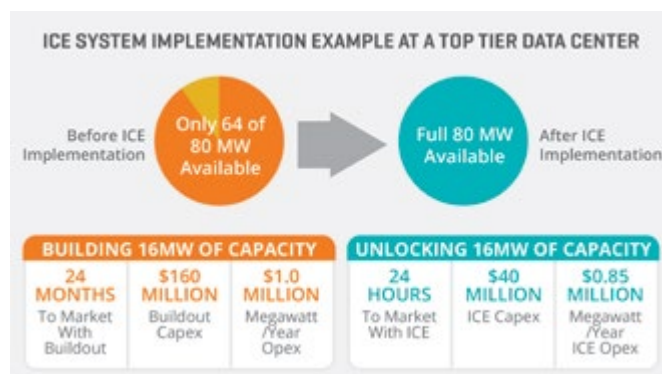 ICE SYSTEM IMPLEMENTATION EXAMPLE AT A TOP TIER DATA CENTER
Before ICE
Implementation
Only 64 of
80 MW
Available
Full 80 MW
Available
After ICE
Implementation
BUILDING 16MW OF CAPACITY
24
MONTHS
To Market
With
Buildout
$160
MILLION
Buildout
Capex
$1.0
MILLION
Megawatt
/Year
Opex
UNLOCKING 16MW OF CAPACITY
24
HOURS
To Market
With ICE
$40
MILLION
ICE Capex
$0.85
MILLION
Megawatt
/Year
ICE Opex